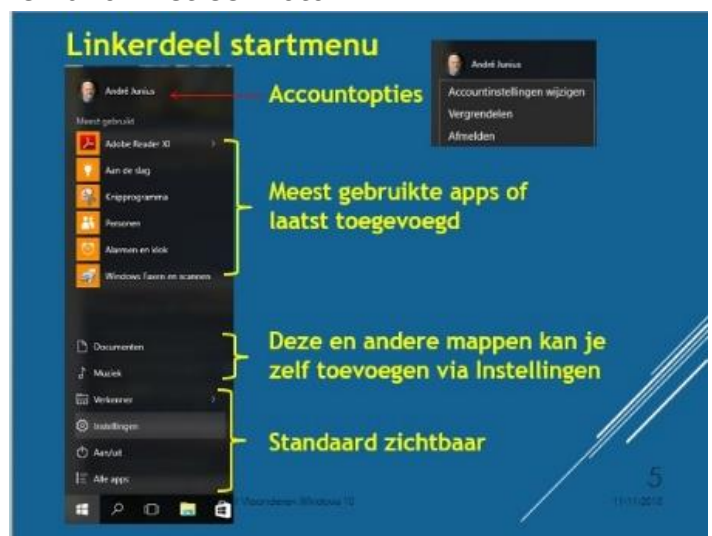 Linkerdeel startmenu
André Junius
Accountopties
André Junius
Accountinstellingen wijzigen
Vergrendelen
Afmelden
Meest gebruikt
Adobe Reader XI
Aan de slag
Knipprogramma
Personen
Alarmen en klok
Windows Faxen en scannen
Meest gebruikte apps of
laatst toegevoegd
Documenten
Muziek
Deze en andere mappen kan je
zelf toevoegen via Instellingen
Verkenner
Instellingen
Aan/uit
Alle apps
Standaard zichtbaar
5
Vlaanderen Windows 10